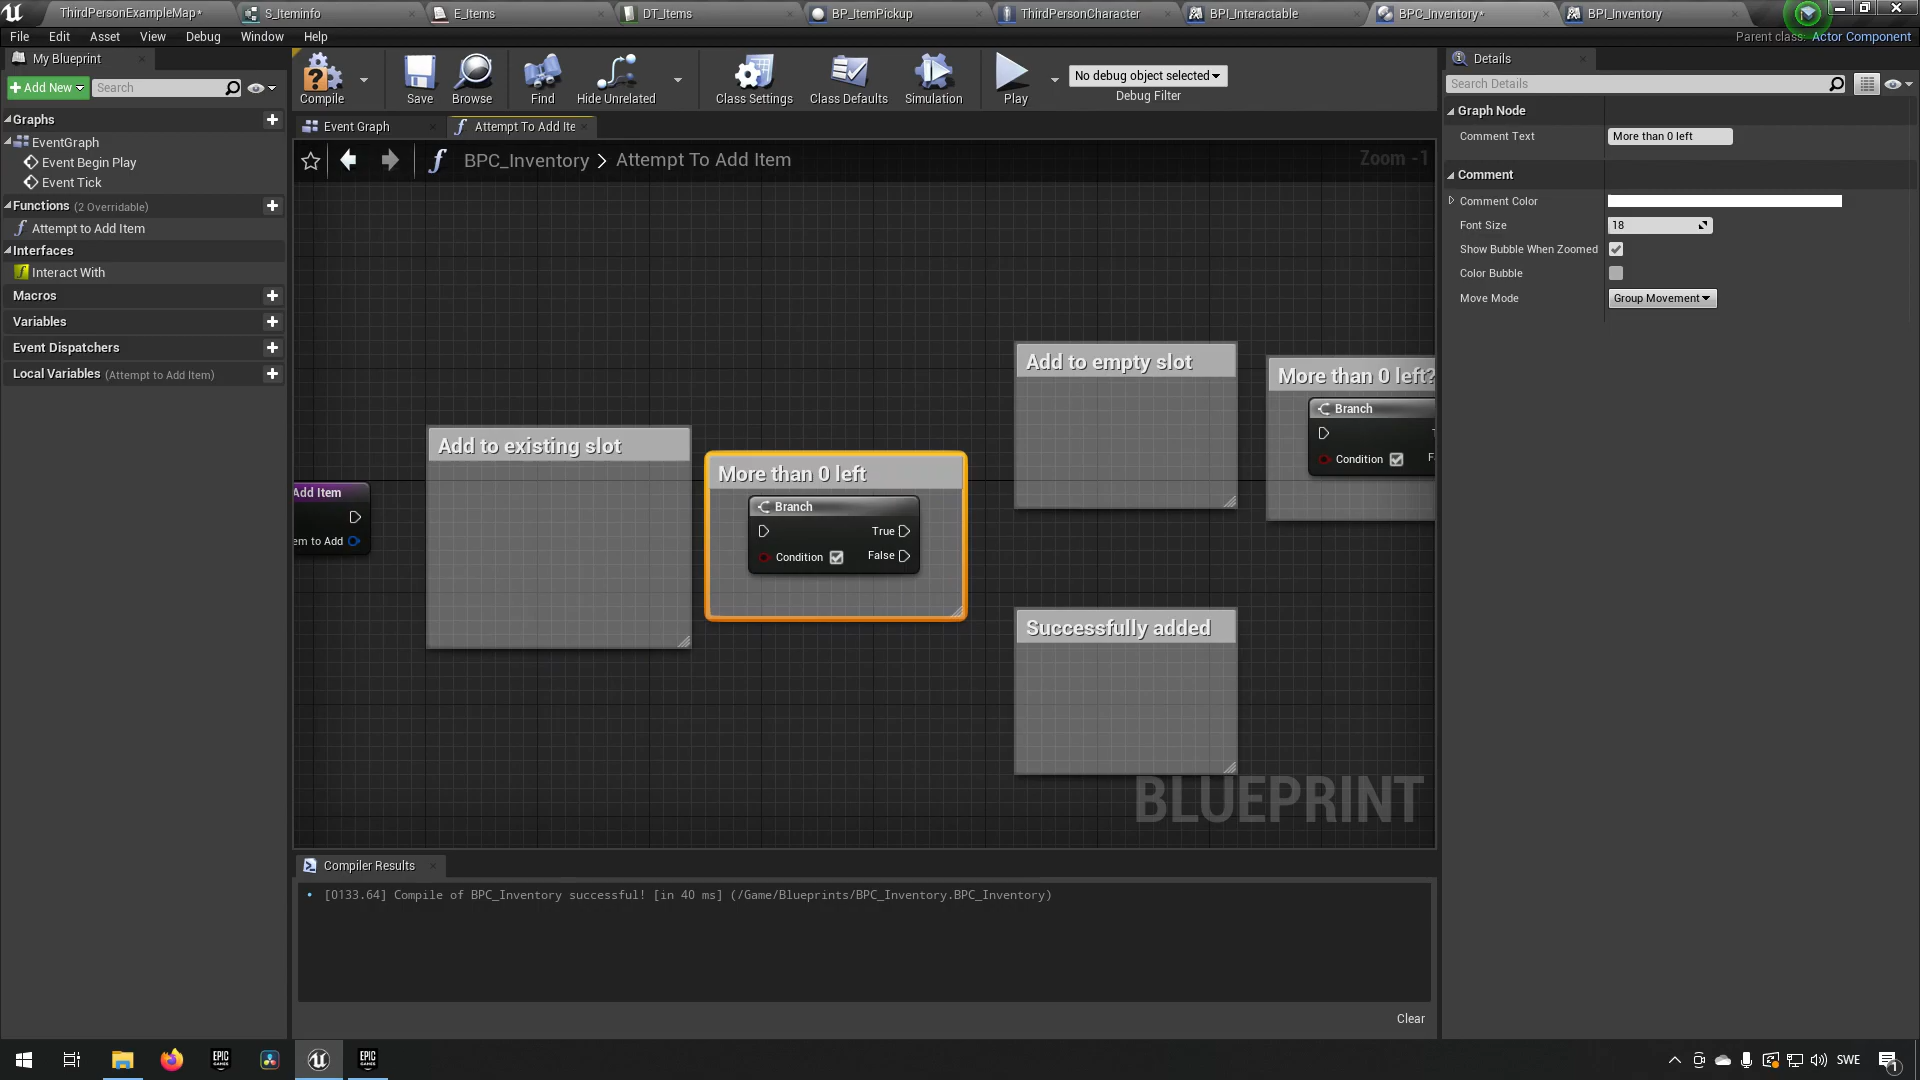 ThirdPersonExampleMap*
S_Iteminfo
E_Items
DT_Items
BP_ItemPickup
ThirdPersonCharacter
BPI_Interactable
BPC_Inventory*
BPI_Inventory
File Edit Asset View Debug Window Help
Parent class: Actor Component
My Blueprint
Add New
Search
Graphs
EventGraph
Event Begin Play
Event Tick
Functions (2 Overridable)
Attempt to Add Item
Interfaces
Interact With
Macros
Variables
Event Dispatchers
Local Variables (Attempt to Add Item)
Compile
Save
Browse
Find
Hide Unrelated
Class Settings
Class Defaults
Simulation
Play
No debug object selected
Debug Filter
Event Graph
Attempt To Add Ite
BPC_Inventory > Attempt To Add Item
Zoom -1
Add Item
em to Add
Add to existing slot
More than 0 left
Branch
True
Condition
False
Add to empty slot
More than 0 left?
Branch
T
Condition
F
Successfully added
BLUEPRINT
Compiler Results
• [0133.64] Compile of BPC_Inventory successful! [in 40 ms] (/Game/Blueprints/BPC_Inventory.BPC_Inventory)
Clear
Details
Search Details
Graph Node
Comment Text
More than 0 left
Comment
Comment Color
Font Size
18
Show Bubble When Zoomed
Color Bubble
Move Mode
Group Movement
EPIC
GAMES
EPIC
GAMES
SWE
1